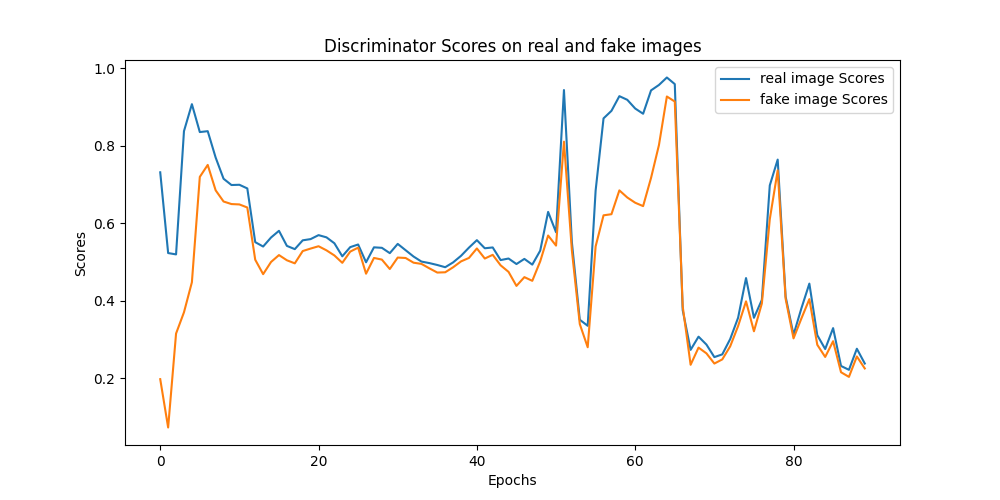 Discriminator Scores on real and fake images
real image Scores
fake image Scores
Scores
1.0
0.8
0.6
0.4
0.2
0 20 40 60 80
Epochs